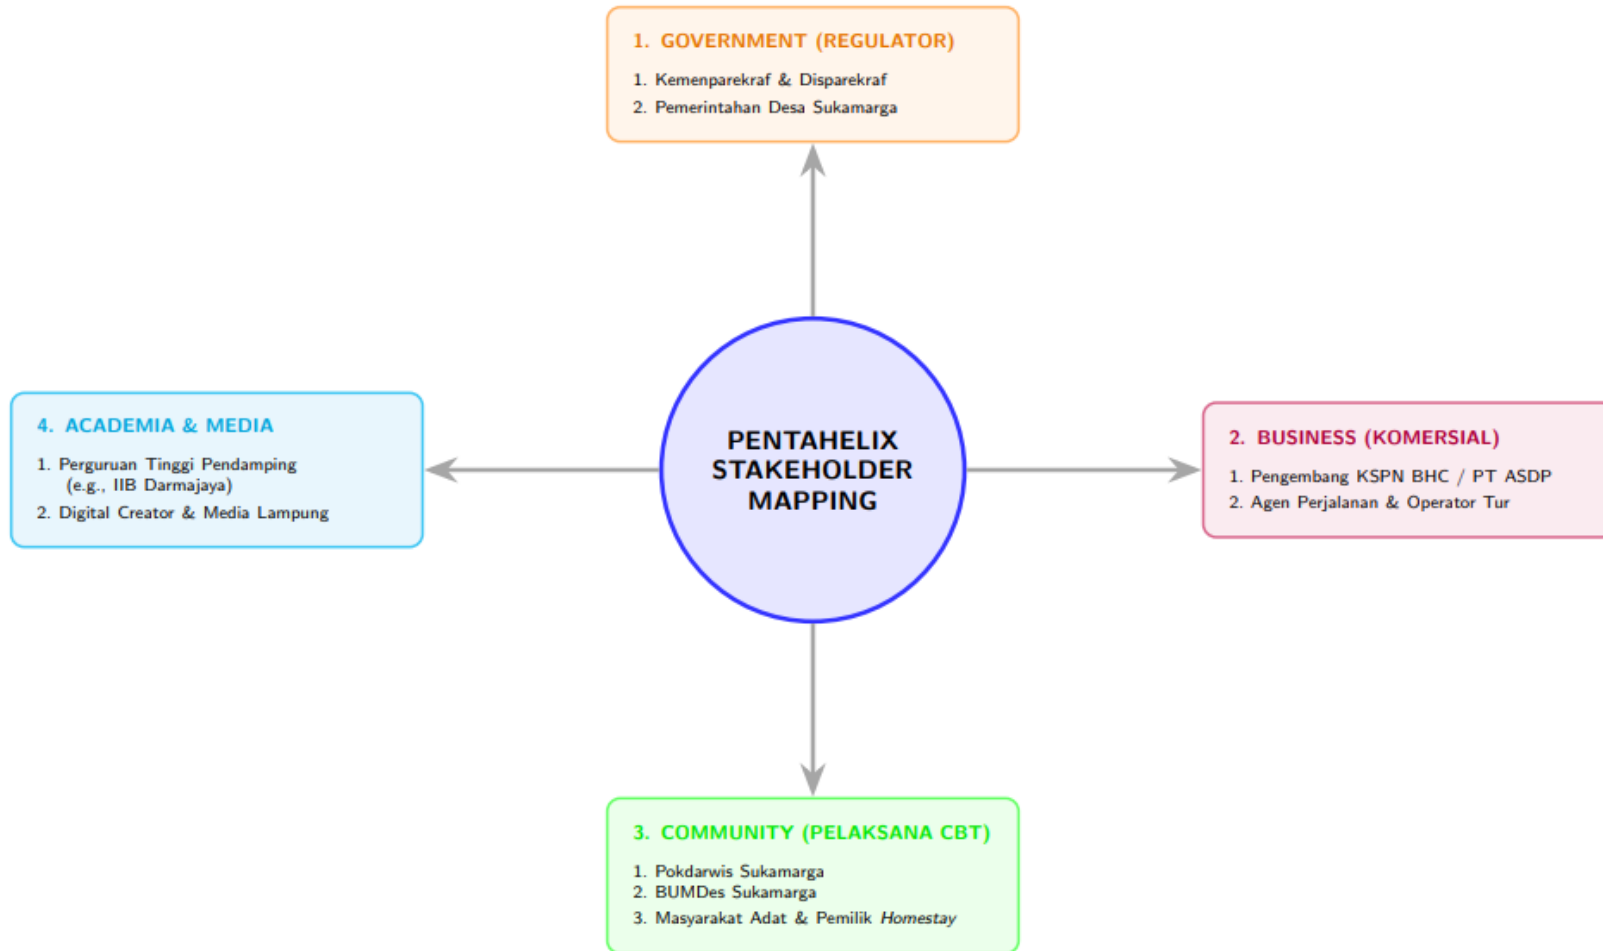 1. GOVERNMENT (REGULATOR)
1. Kemenparekraf & Disparekraf
2. Pemerintahan Desa Sukamarga
4. ACADEMIA & MEDIA
1. Perguruan Tinggi Pendamping
(e.g., IIB Darmajaya)
2. Digital Creator & Media Lampung
PENTAHELIX
STAKEHOLDER
MAPPING
2. BUSINESS (KOMERSIAL)
1. Pengembang KSPN BHC / PT ASDP
2. Agen Perjalanan & Operator Tur
3. COMMUNITY (PELAKSANA CBT)
1. Pokdarwis Sukamarga
2. BUMDes Sukamarga
3. Masyarakat Adat & Pemilik Homestay